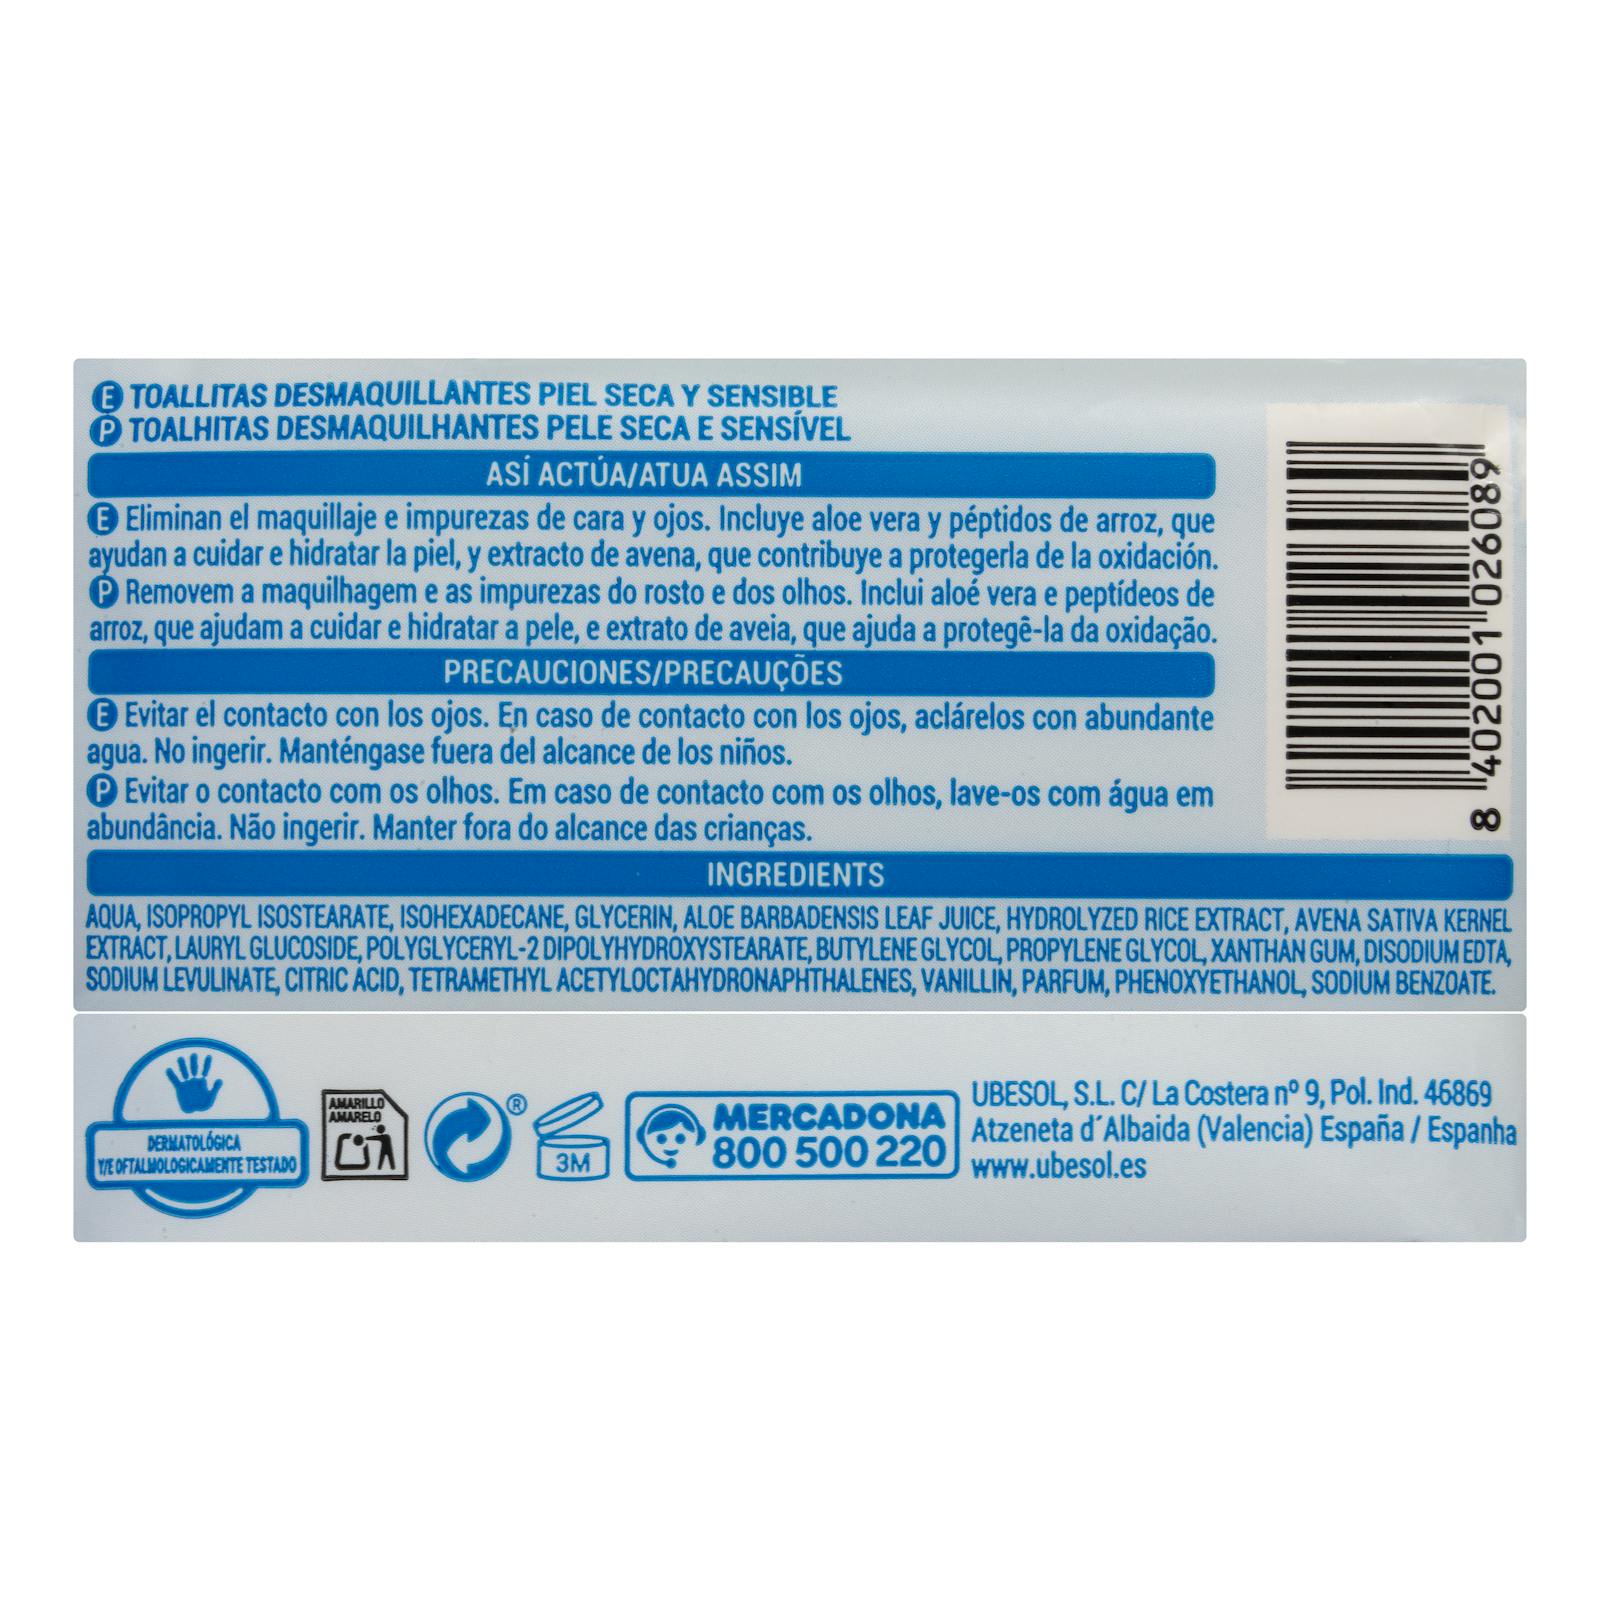 E TOALLITAS DESMAQUILLANTES PIEL SECA Y SENSIBLE
P TOALHITAS DESMAQUILHANTES PELE SECA E SENSÍVEL
ASÍ ACTÚA/ATUA ASSIM
E Eliminan el maquillaje e impurezas de cara y ojos. Incluye aloe vera y péptidos de arroz, que
ayudan a cuidar e hidratar la piel, y extracto de avena, que contribuye a protegerla de la oxidación.
P Removem a maquilhagem e as impurezas do rosto e dos olhos. Inclui aloé vera e peptídeos de
arroz, que ajudam a cuidar e hidratar a pele, e extrato de aveia, que ajuda a protegê-la da oxidação.
PRECAUCIONES/PRECAUÇÕES
E Evitar el contacto con los ojos. En caso de contacto con los ojos, aclárelos con abundante
agua. No ingerir. Manténgase fuera del alcance de los niños.
P Evitar o contacto com os olhos. Em caso de contacto com os olhos, lave-os com água em
abundância. Não ingerir. Manter fora do alcance das crianças.
8 402001 026089
INGREDIENTS
AQUA, ISOPROPYL ISOSTEARATE, ISOHEXADECANE, GLYCERIN, ALOE BARBADENSIS LEAF JUICE, HYDROLYZED RICE EXTRACT, AVENA SATIVA KERNEL
EXTRACT, LAURYL GLUCOSIDE, POLYGLYCERYL-2 DIPOLYHYDROXYSTEARATE, BUTYLENE GLYCOL, PROPYLENE GLYCOL, XANTHAN GUM, DISODIUM EDTA,
SODIUM LEVULINATE, CITRIC ACID, TETRAMETHYL ACETYLOCTAHYDRONAPHTHALENES, VANILLIN, PARFUM, PHENOXYETHANOL, SODIUM BENZOATE.
DERMATOLÓGICA
Y/E OFTALMOLOGICAMENTE TESTADO
AMARILLO
AMARELO
®
3M
MERCADONA
800 500 220
UBESOL, S.L. C/ La Costera nº 9, Pol. Ind. 46869
Atzeneta d´Albaida (Valencia) España / Espanha
www.ubesol.es